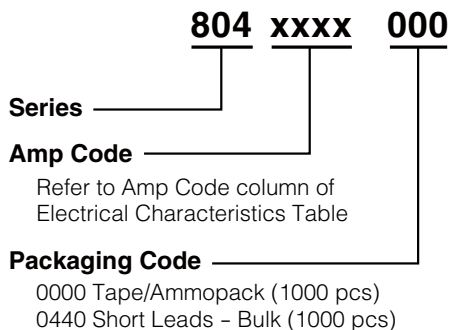 804 xxxx 000
Series
Amp Code
Refer to Amp Code column of
Electrical Characteristics Table
Packaging Code
0000 Tape/Ammopack (1000 pcs)
0440 Short Leads – Bulk (1000 pcs)